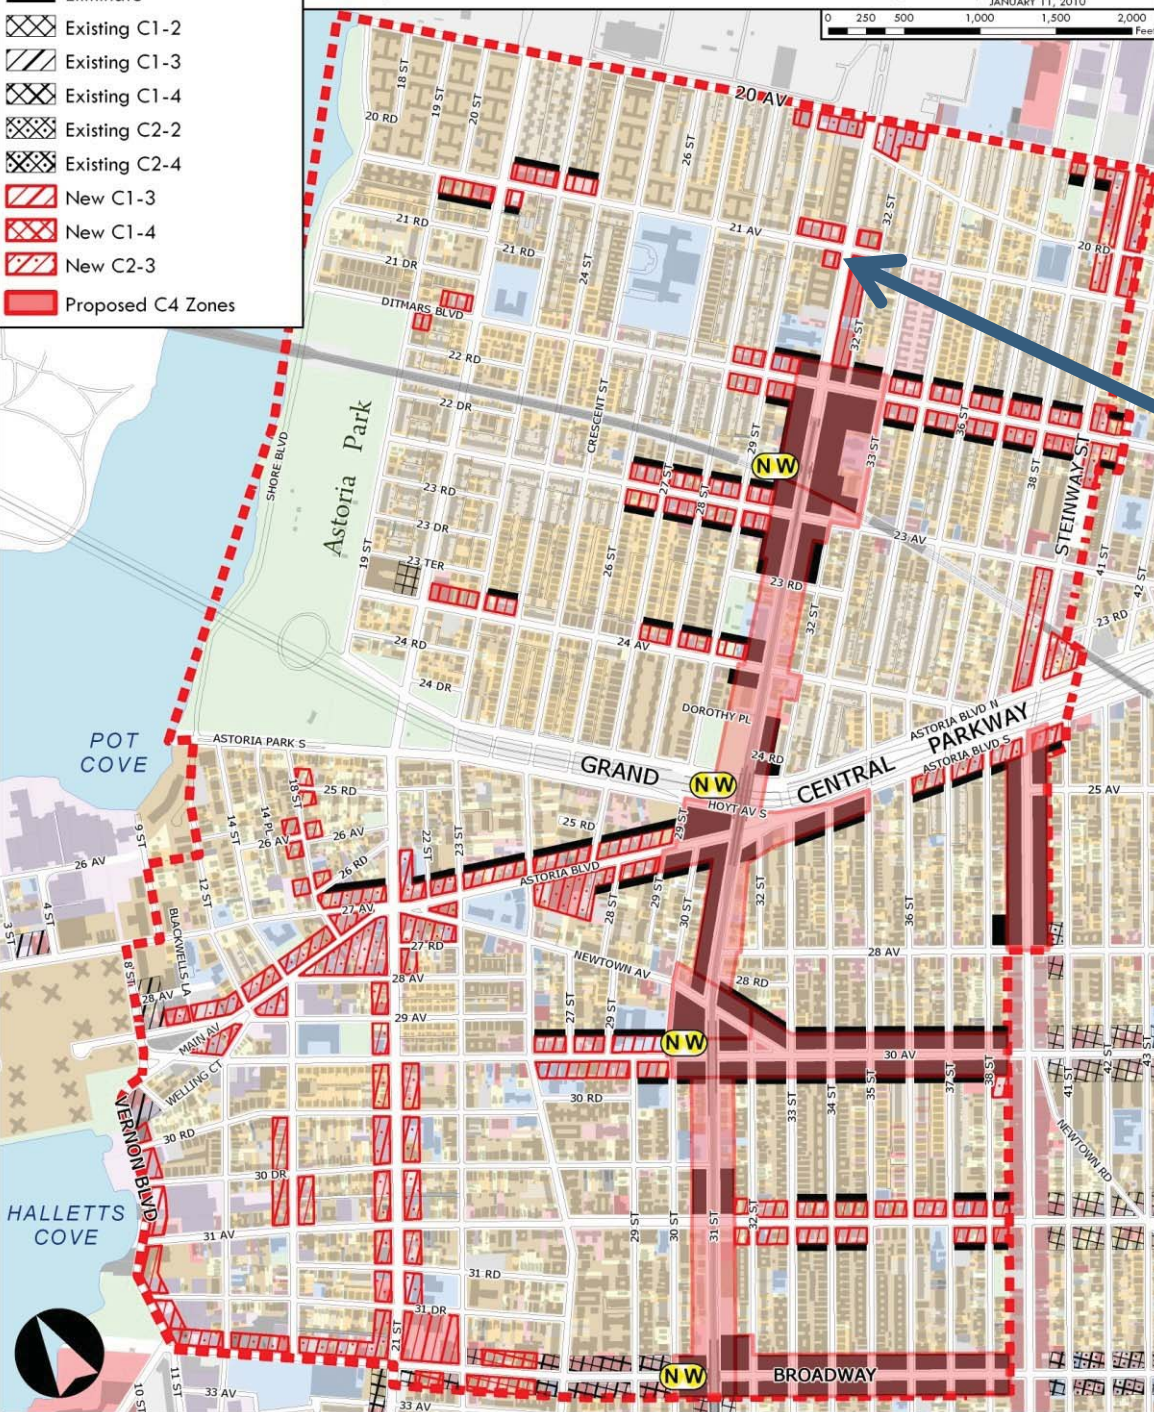 JANUARY 11, 2010
0 250 500 1,000 1,500 2,000
Feet
Existing C1-2
Existing C1-3
Existing C1-4
Existing C2-2
Existing C2-4
New C1-3
New C1-4
New C2-3
Proposed C4 Zones
20 AV
18 ST
19 ST
20 ST
20 RD
26 ST
32 ST
21 RD
21 AV
20 RD
21 RD
21 DR
24 ST
DITMARS BLVD
32 ST
22 RD
22 DR
CRESCENT ST
29 ST
36 ST
33 ST
38 ST
STEINWAY ST
SHORE BLVD
Astoria Park
N W
27 ST
28 ST
23 RD
23 DR
23 AV
19 ST
23 TER
26 ST
23 RD
41 ST
42 ST
32 ST
23 RD
24 RD
24 AV
24 DR
DOROTHY PL
ASTORIA BLVD N
POT
COVE
ASTORIA PARK S
24 RD
GRAND
CENTRAL
PARKWAY
ASTORIA BLVD S
N W
HOYT AV S
25 AV
18 ST
25 RD
14 PL
14 ST
9 ST
26 AV
26 AV
26 AV
25 RD
29 ST
22 ST
23 ST
26 RD
ASTORIA BLVD
12 ST
27 AV
28 ST
29 ST
30 ST
32 ST
36 ST
3 ST
4 ST
BLACKWELLS LA
8 ST
27 RD
NEWTOWN AV
28 AV
28 AV
28 AV
28 RD
27 ST
29 ST
29 AV
MAIN AV
N W
30 AV
WELLING CT
30 RD
33 ST
34 ST
35 ST
37 ST
38 ST
41 ST
42 ST
43 ST
VERNON BLVD
30 RD
NEWTOWN RD
30 DR
HALLETTS
COVE
31 AV
29 ST
30 ST
31 ST
32 ST
31 RD
31 DR
21 ST
N W
BROADWAY
10 ST
11 ST
33 AV
33 AV